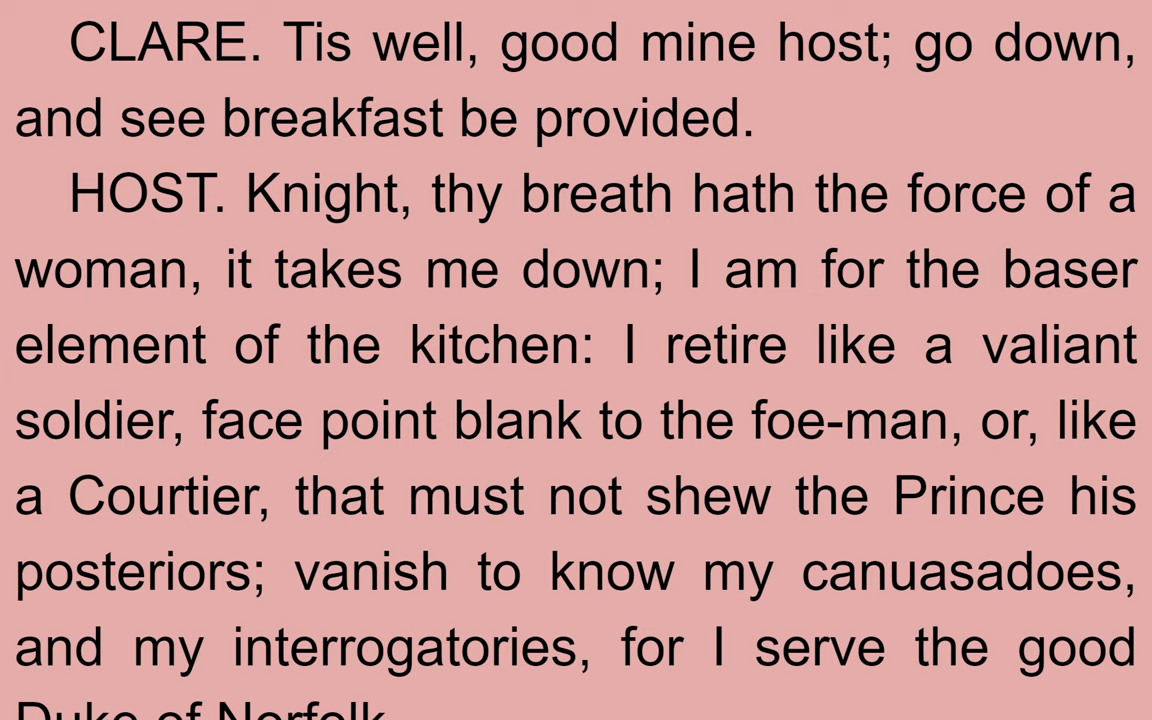 CLARE. Tis well, good mine host; go down,
and see breakfast be provided.
HOST. Knight, thy breath hath the force of a
woman, it takes me down; I am for the baser
element of the kitchen: I retire like a valiant
soldier, face point blank to the foe-man, or, like
a Courtier, that must not shew the Prince his
posteriors; vanish to know my canuasadoes,
and my interrogatories, for I serve the good
Duke of Norfolk.